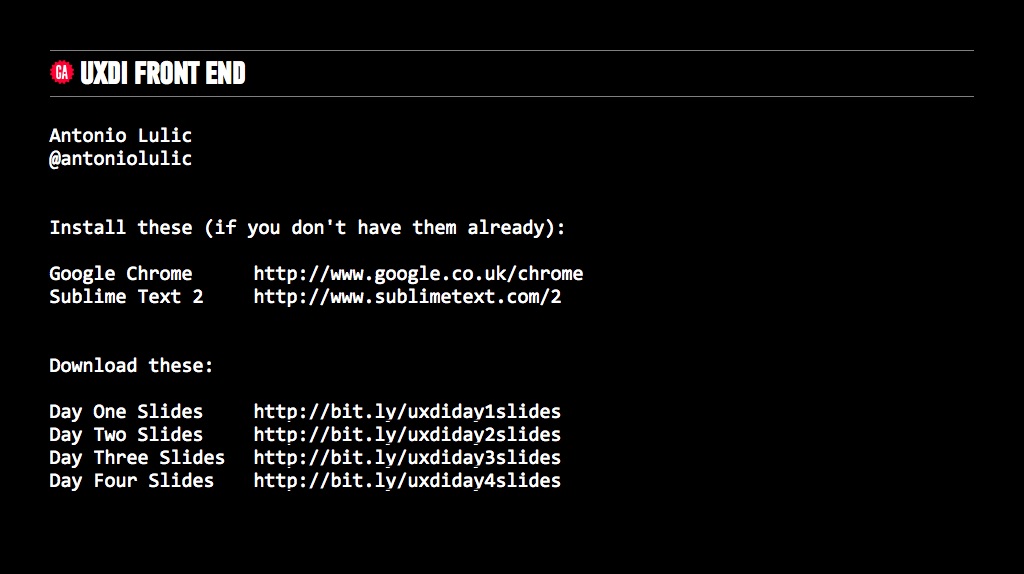 GA UXDI FRONT END
Antonio Lulic
@antoniolulic
Install these (if you don't have them already):
Google Chrome http://www.google.co.uk/chrome
Sublime Text 2 http://www.sublimetext.com/2
Download these:
Day One Slides http://bit.ly/uxdiday1slides
Day Two Slides http://bit.ly/uxdiday2slides
Day Three Slides http://bit.ly/uxdiday3slides
Day Four Slides http://bit.ly/uxdiday4slides